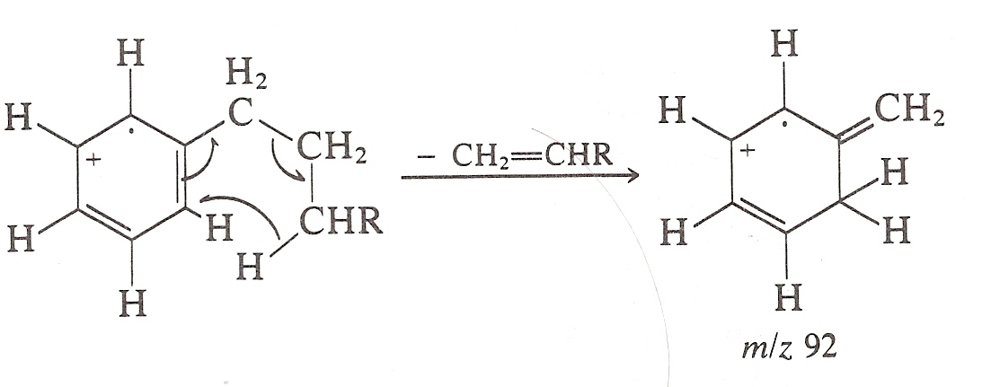 H H
H₂
H C H CH₂
CH₂
+ · − CH₂=CHR + ·
H
CHR
H H H H
H
H H
m/z 92